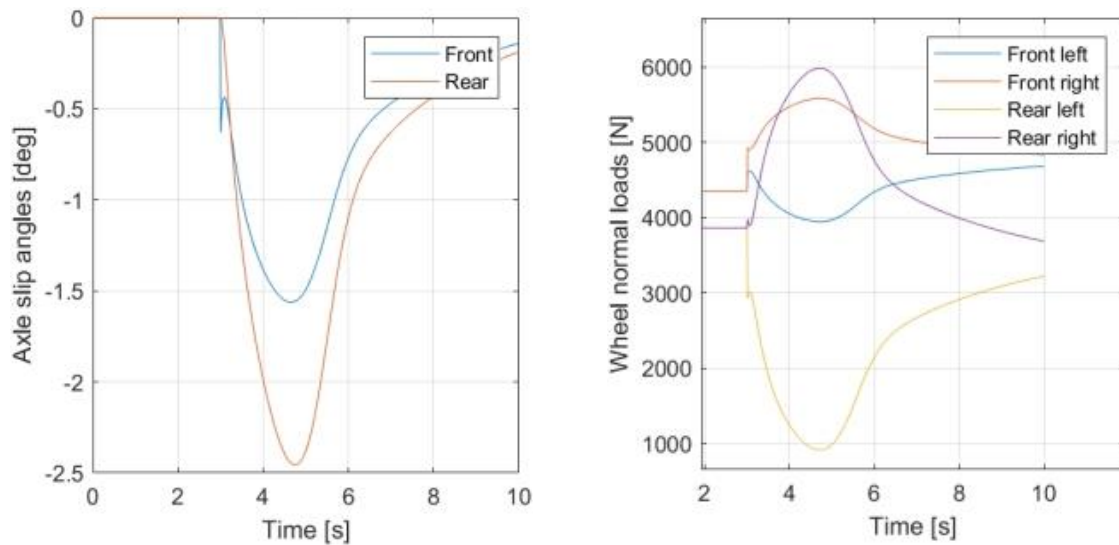 Axle slip angles [deg]
0
-0.5
-1
-1.5
-2
-2.5
0 2 4 6 8 10
Time [s]
Front
Rear
Wheel normal loads [N]
6000
5000
4000
3000
2000
1000
2 4 6 8 10
Time [s]
Front left
Front right
Rear left
Rear right